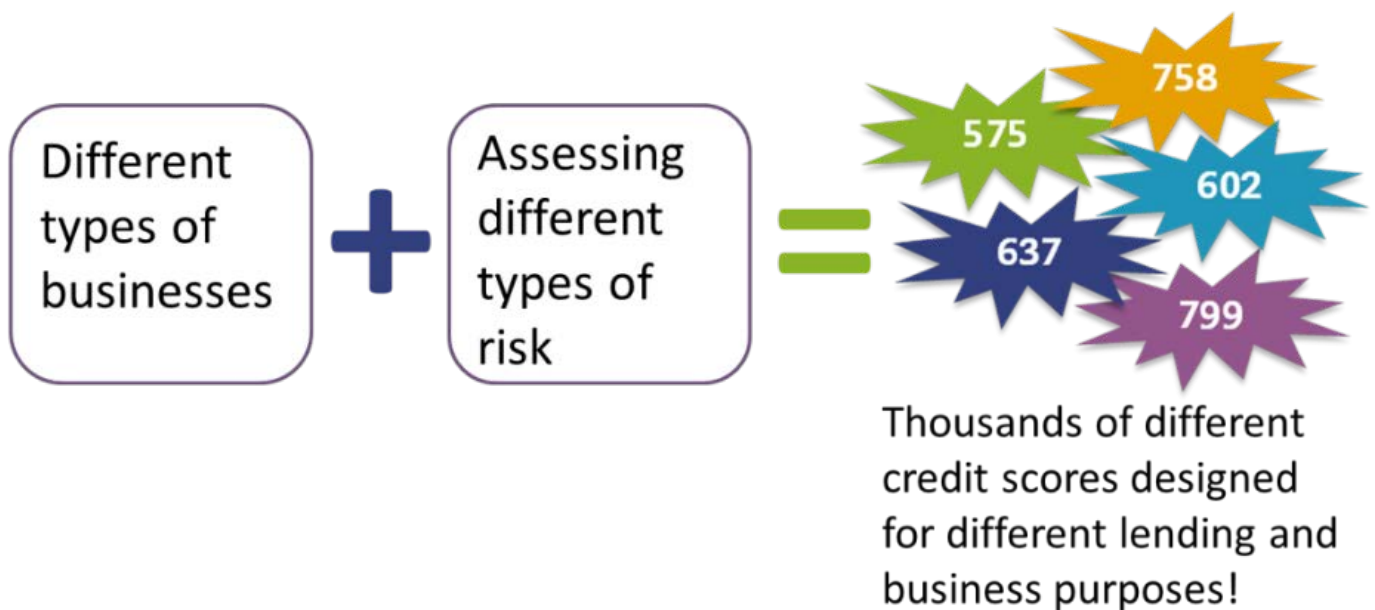 Different
types of
businesses
+
Assessing
different
types of
risk
=
575
758
602
637
799
Thousands of different
credit scores designed
for different lending and
business purposes!